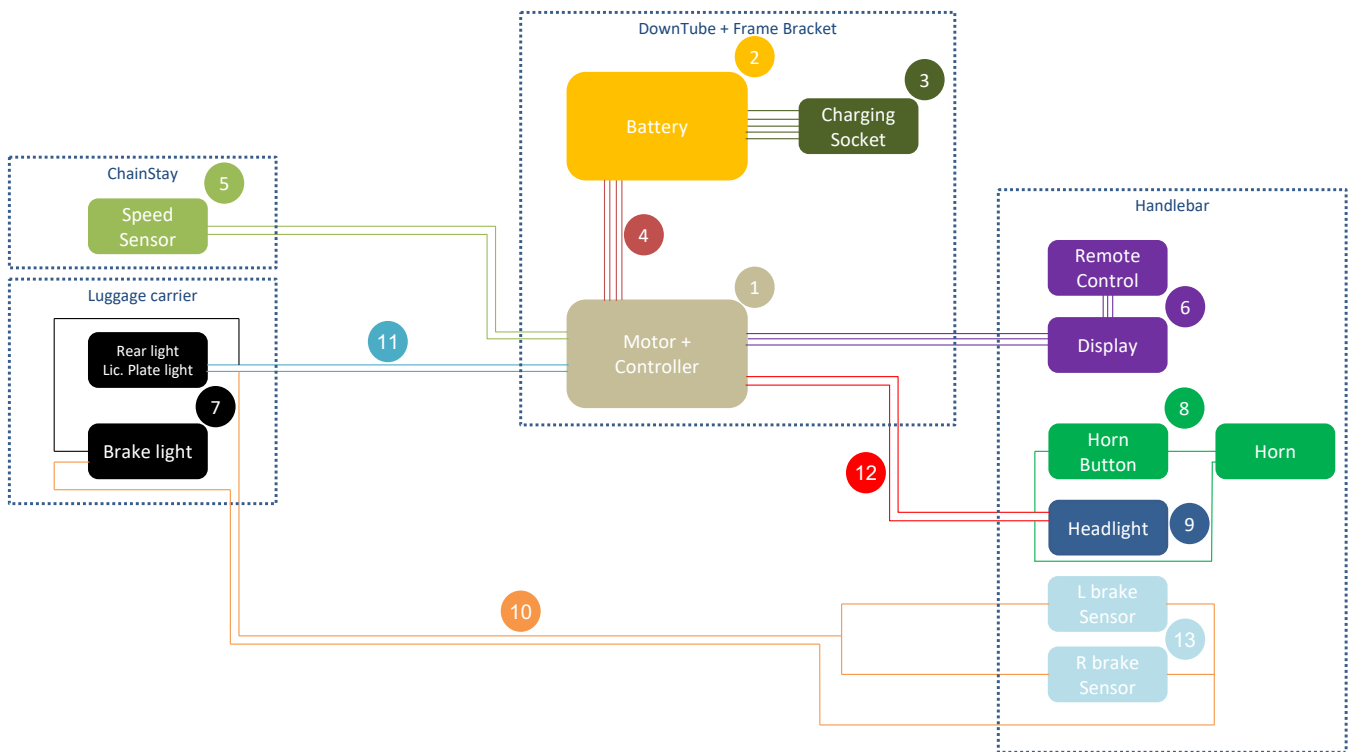 DownTube + Frame Bracket
2
3
Battery
Charging
Socket
ChainStay
5
Speed
Sensor
4
Handlebar
Remote
Control
6
Display
Luggage carrier
1
Motor +
Controller
11
Rear light
Lic. Plate light
7
Brake light
8
Horn
Button
Horn
12
Headlight
9
10
L brake
Sensor
13
R brake
Sensor